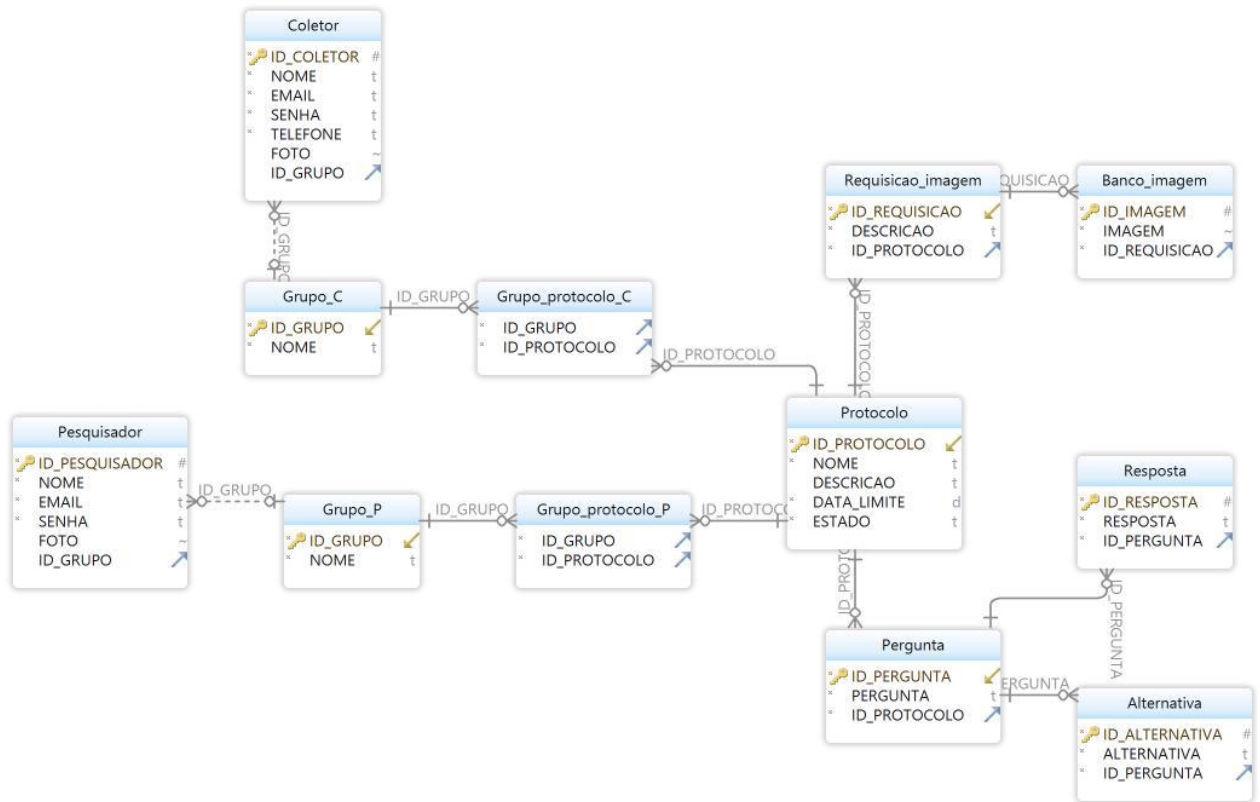 Coletor
ID_COLETOR #
NOME t
EMAIL t
SENHA t
TELEFONE t
FOTO ~
ID_GRUPO
ID_GRUPO
Grupo_C
ID_GRUPO
NOME t
ID_GRUPO
Grupo_protocolo_C
ID_GRUPO
ID_PROTOCOLO
ID_PROTOCOLO
Requisicao_imagem
ID_REQUISICAO
DESCRICAO t
ID_PROTOCOLO
QUISICAO
Banco_imagem
ID_IMAGEM #
IMAGEM ~
ID_REQUISICAO
ID_PROTOCOLO
Pesquisador
ID_PESQUISADOR #
NOME t
EMAIL t
SENHA t
FOTO ~
ID_GRUPO
ID_GRUPO
Grupo_P
ID_GRUPO
NOME t
ID_GRUPO
Grupo_protocolo_P
ID_GRUPO
ID_PROTOCOLO
ID_PROTOC
Protocolo
ID_PROTOCOLO
NOME t
DESCRICAO t
DATA_LIMITE d
ESTADO t
ID_PROTO
Resposta
ID_RESPOSTA #
RESPOSTA t
ID_PERGUNTA
ID_PERGUNTA
Pergunta
ID_PERGUNTA
PERGUNTA t
ID_PROTOCOLO
ERGUNTA
Alternativa
ID_ALTERNATIVA #
ALTERNATIVA t
ID_PERGUNTA